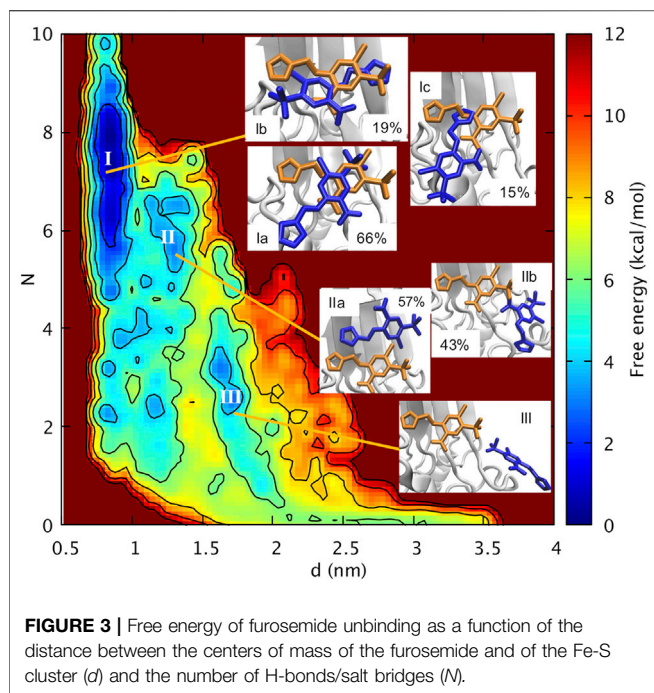 10
8
6
4
2
0
N
0.5 1 1.5 2 2.5 3 3.5 4
d (nm)
I
II
III
Ib
19%
Ic
15%
Ia
66%
IIa
57%
IIb
43%
III
12
10
8
6
4
2
0
Free energy (kcal/mol)
FIGURE 3 | Free energy of furosemide unbinding as a function of the
distance between the centers of mass of the furosemide and of the Fe-S
cluster (d) and the number of H-bonds/salt bridges (N).